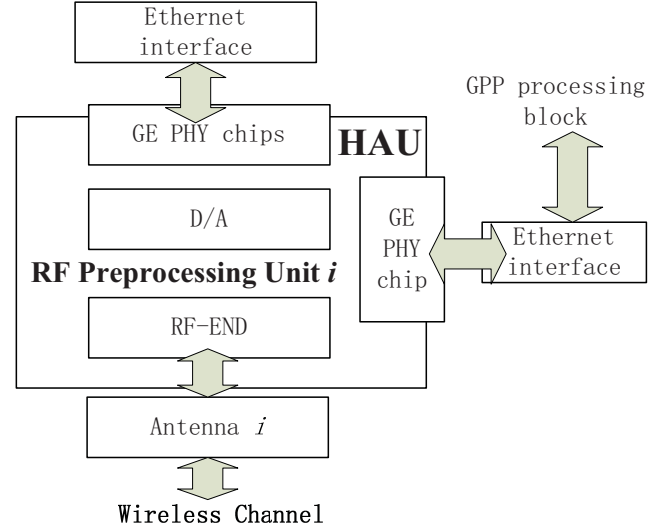 Ethernet
interface
GE PHY chips
HAU
GPP processing
block
D/A
GE
PHY
chip
Ethernet
interface
RF Preprocessing Unit i
RF-END
Antenna i
Wireless Channel